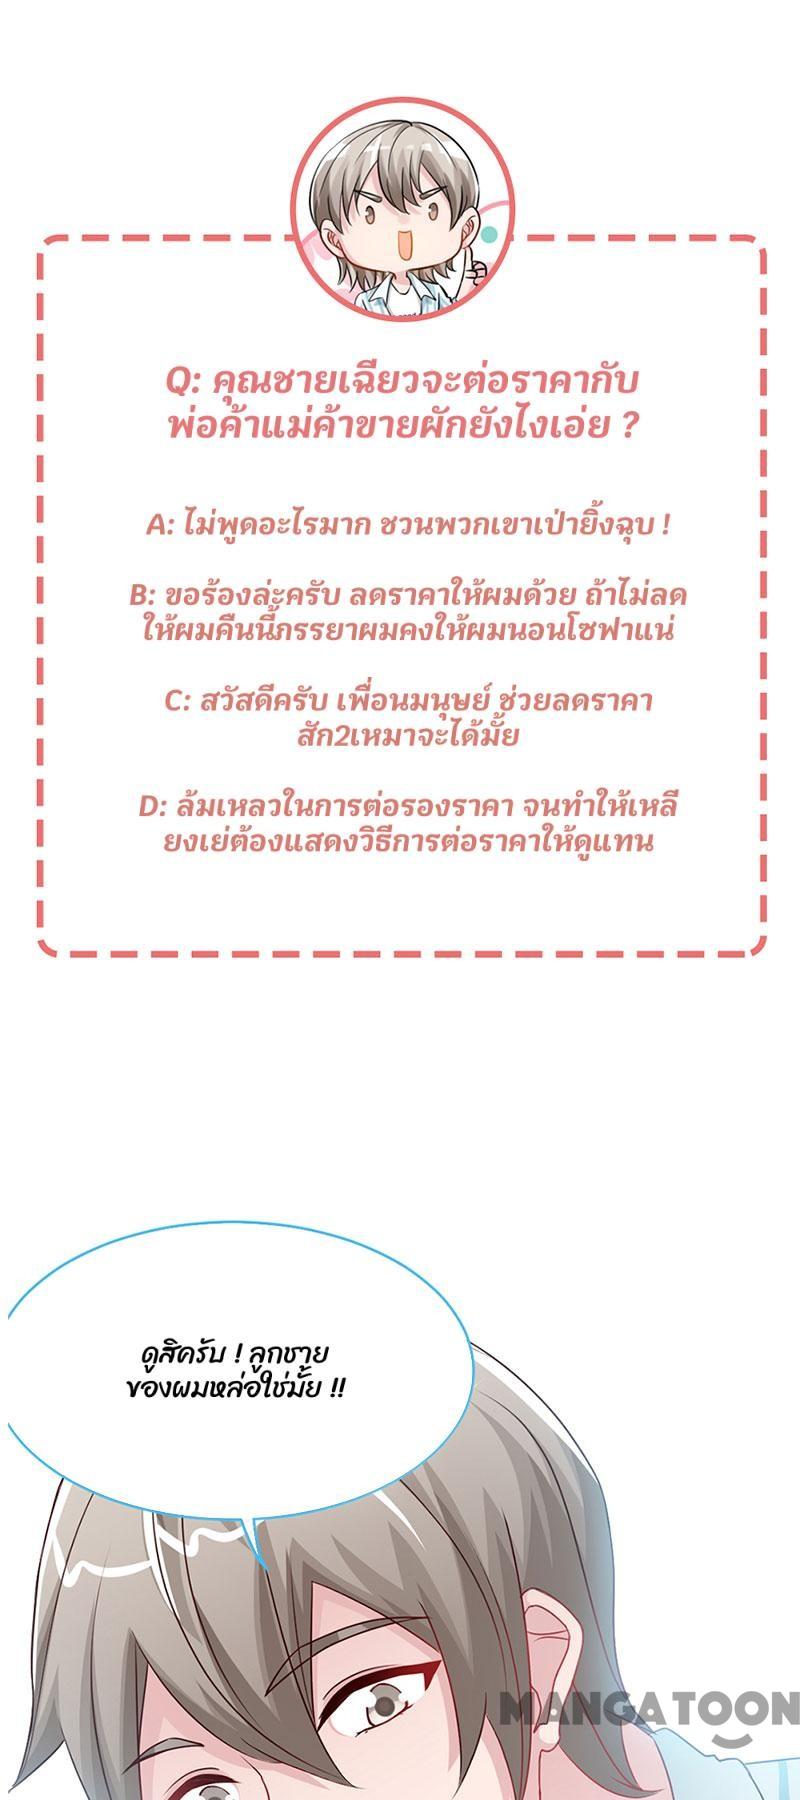 Q: คุณชายเฉียวจะต่อราคากับ
พ่อค้าแม่ค้าขายผักยังไงเอ่ย ?
A: ไม่พูดอะไรมาก ชวนพวกเขาเป่ายิ้งฉุบ !
B: ขอร้องล่ะครับ ลดราคาให้ผมด้วย ถ้าไม่ลด
ให้ผมคืนนี้ภรรยาผมคงให้ผมนอนโซฟาแน่
C: สวัสดีครับ เพื่อนมนุษย์ ช่วยลดราคา
สัก2เหมาจะได้มั้ย
D: ล้มเหลวในการต่อรองราคา จนทำให้เหลี
ยงเย่ต้องแสดงวิธีการต่อราคาให้ดูแทน
ดูสิครับ ! ลูกชาย
ของผมหล่อใช่มั้ย !!
MANGATOON